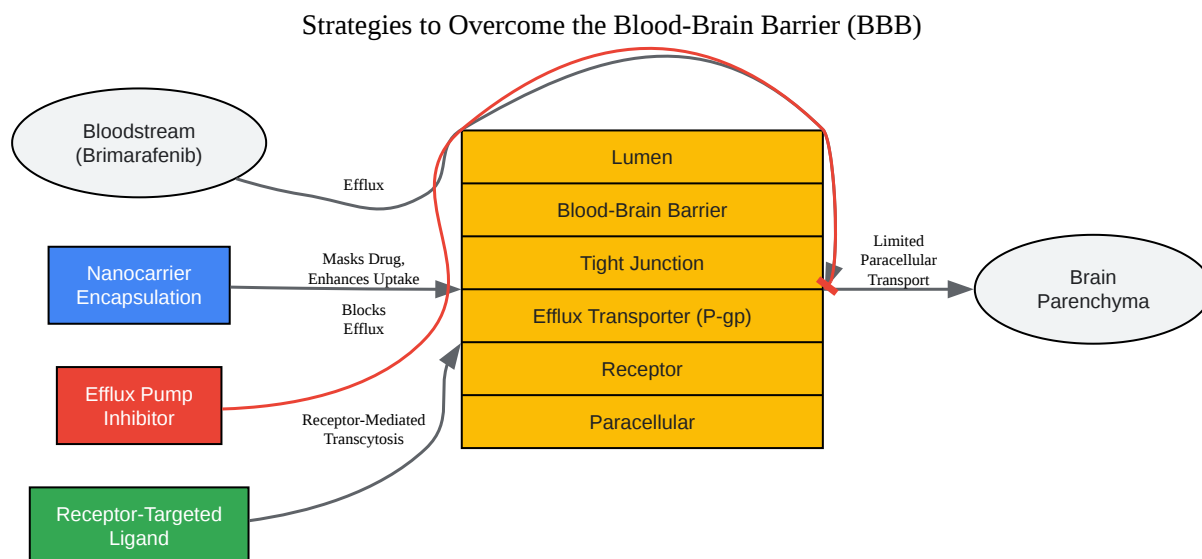 Strategies to Overcome the Blood-Brain Barrier (BBB)
Bloodstream
(Brimarafenib)
Efflux
Nanocarrier
Encapsulation
Masks Drug,
Enhances Uptake
Blocks
Efflux
Efflux Pump
Inhibitor
Receptor-Mediated
Transcytosis
Receptor-Targeted
Ligand
Lumen
Blood-Brain Barrier
Tight Junction
Efflux Transporter (P-gp)
Receptor
Paracellular
Limited
Paracellular
Transport
Brain
Parenchyma